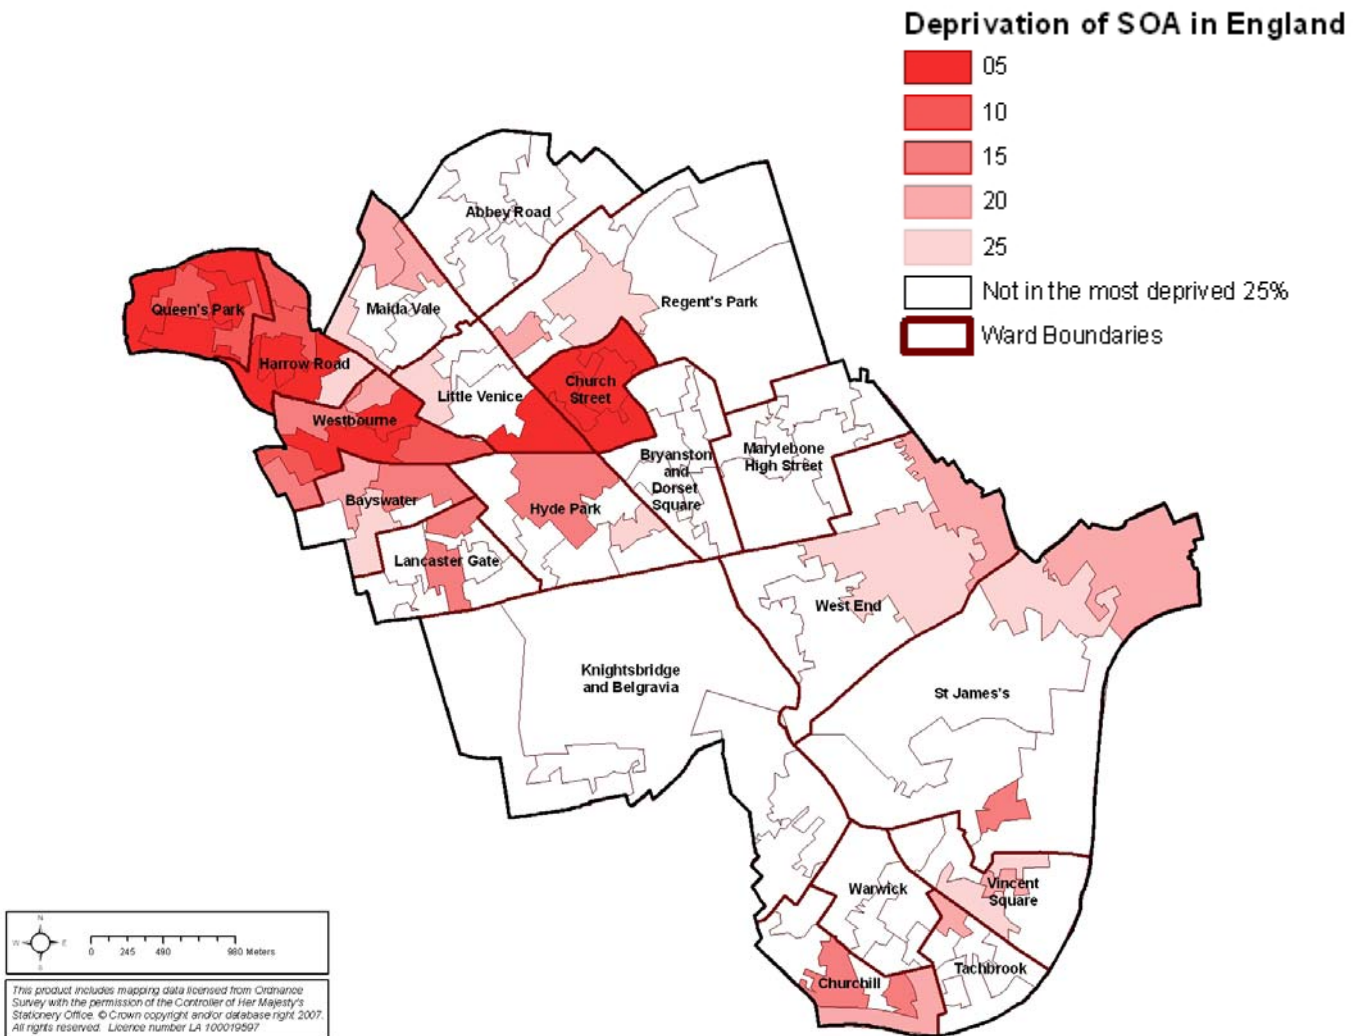 Deprivation of SOA in England
05
10
15
20
25
Not in the most deprived 25%
Ward Boundaries
Abbey Road
Regent's Park
Maida Vale
Queen's Park
Harrow Road
Little Venice
Church
Street
Westbourne
Bryanston
and
Dorset
Square
Marylebone
High Street
Bayswater
Hyde Park
Lancaster Gate
West End
Knightsbridge
and Belgravia
St James's
Warwick
Vincent
Square
Tachbrook
Churchill
N
W
E
S
0 245 490 980 Meters
This product includes mapping data licensed from Ordnance
Survey with the permission of the Controller of Her Majesty's
Stationery Office. © Crown copyright and/or database right 2007.
All rights reserved. Licence number LA 100019597